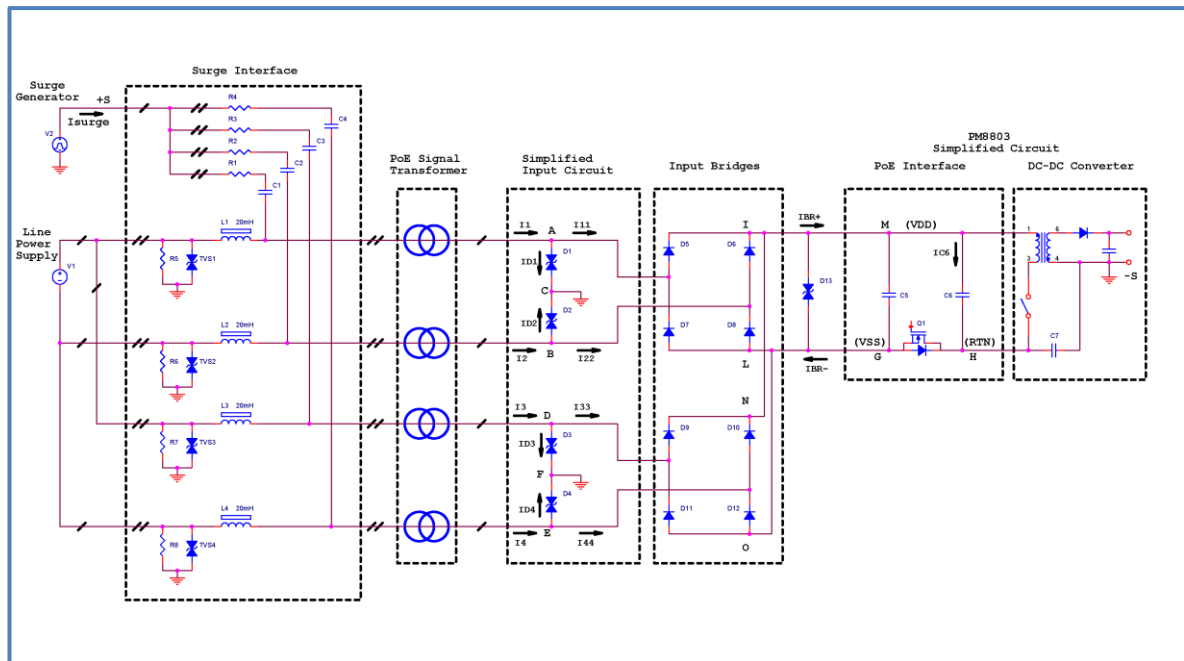 Surge Interface
Surge
Generator
+S
Isurge
V2
R4
R3
R2
R1
C4
C3
C2
C1
PoE Signal
Transformer
Simplified
Input Circuit
Input Bridges
PM8803
Simplified Circuit
PoE Interface
DC-DC Converter
Line
Power
Supply
V1
L1 20mH
R5
TVS1
I1
A
I11
D1
ID1
C
D2
ID2
I2
B
I22
L2 20mH
R6
TVS2
I
D5
D6
D7
D8
L
IBR+
D13
IBR-
M (VDD)
IC6
C5
C6
Q1
(VSS)
G
(RTN)
H
1
6
3
4
-S
C7
L3 20mH
R7
TVS3
I3
D
I33
D3
ID3
F
D4
ID4
I4
E
I44
L4 20mH
R8
TVS4
N
D9
D10
D11
D12
O